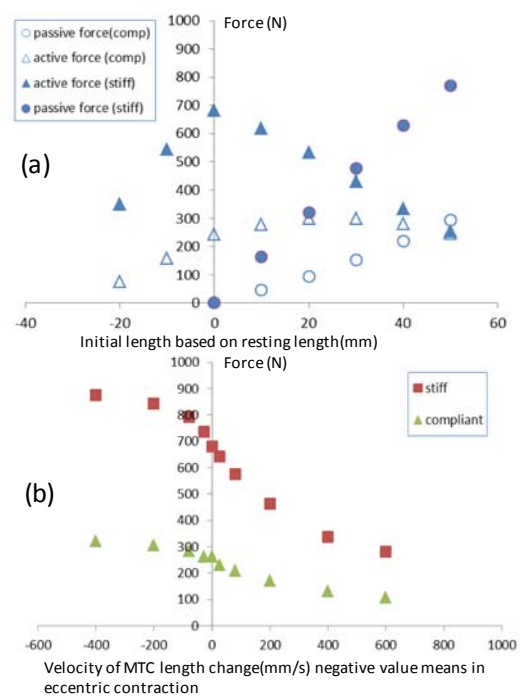 Force (N)
1000
900
800
700
600
500
400
300
200
100
0
passive force(comp)
active force (comp)
active force (stiff)
passive force (stiff)
(a)
-40
-20
0
20
40
60
Initial length based on resting length(mm)
Force (N)
1000
900
800
700
600
500
400
300
200
100
0
stiff
compliant
(b)
-600
-400
-200
0
200
400
600
800
Velocity of MTC length change(mm/s) negative value means in
eccentric contraction